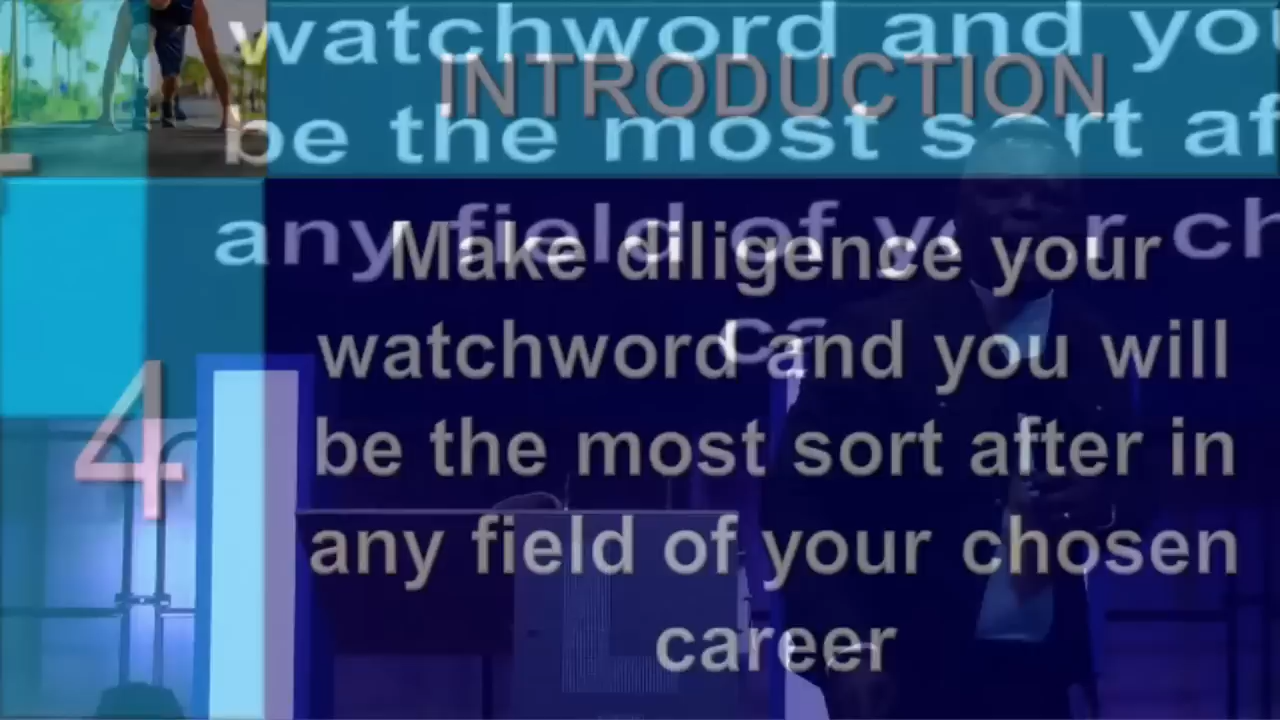 watchword and you
be the most sort af
any field of your ch
INTRODUCTION
Make diligence your
watchword and you will
be the most sort after in
any field of your chosen
career
4